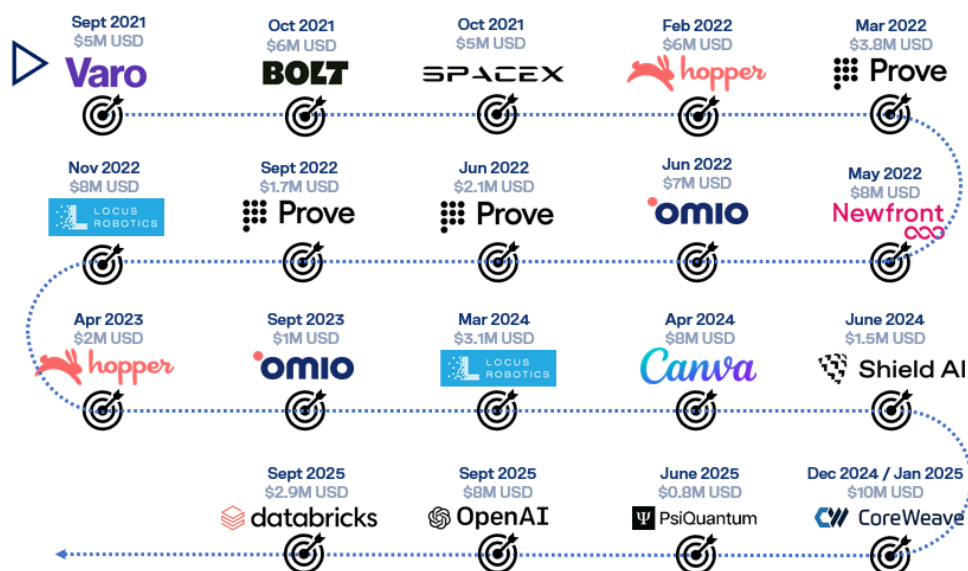 Sept 2021
$5M USD
Varo
Oct 2021
$6M USD
BOLT
Oct 2021
$5M USD
SPACEX
Feb 2022
$6M USD
hopper
Mar 2022
$3.8M USD
Prove
May 2022
$8M USD
Newfront
Jun 2022
$7M USD
omio
Jun 2022
$2.1M USD
Prove
Sept 2022
$1.7M USD
Prove
Nov 2022
$8M USD
LOCUS
ROBOTICS
Apr 2023
$2M USD
hopper
Sept 2023
$1M USD
omio
Mar 2024
$3.1M USD
LOCUS
ROBOTICS
Apr 2024
$8M USD
Canva
June 2024
$1.5M USD
Shield AI
Dec 2024 / Jan 2025
$10M USD
CoreWeave
June 2025
$0.8M USD
Ψ PsiQuantum
Sept 2025
$8M USD
OpenAI
Sept 2025
$2.9M USD
databricks